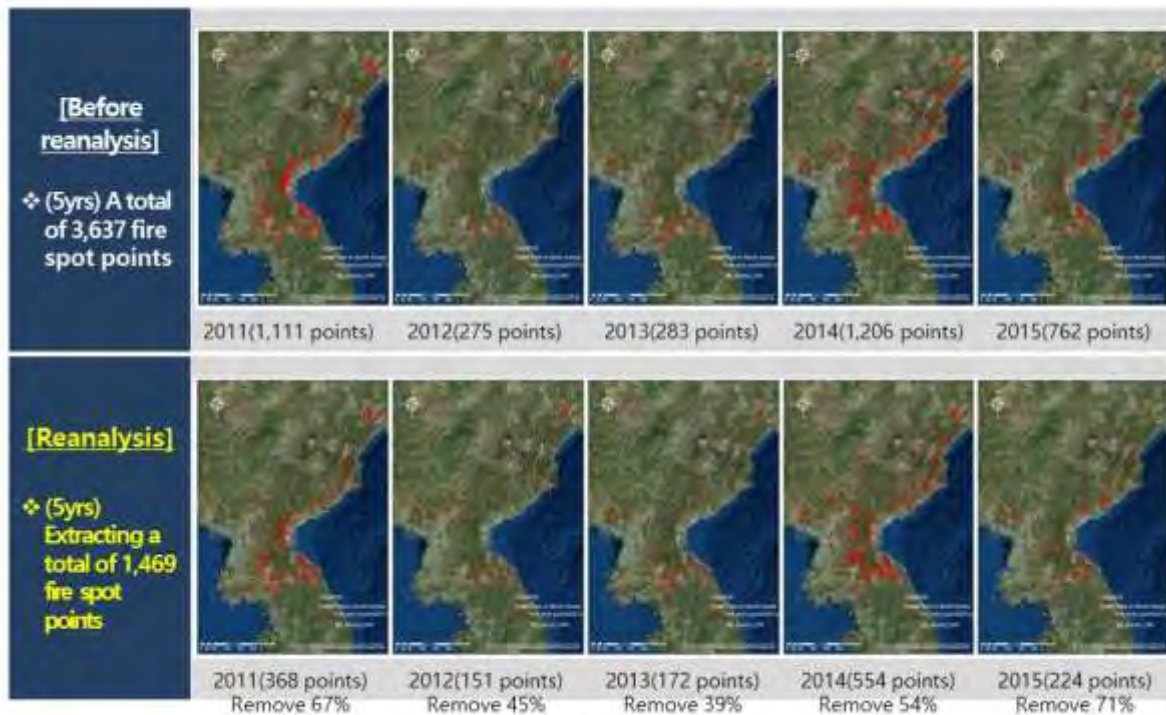 [Before
reanalysis]
❖ (5yrs) A total
of 3,637 fire
spot points
2011(1,111 points)
2012(275 points)
2013(283 points)
2014(1,206 points)
2015(762 points)
[Reanalysis]
❖ (5yrs)
Extracting a
total of 1,469
fire spot
points
2011(368 points)
Remove 67%
2012(151 points)
Remove 45%
2013(172 points)
Remove 39%
2014(554 points)
Remove 54%
2015(224 points)
Remove 71%